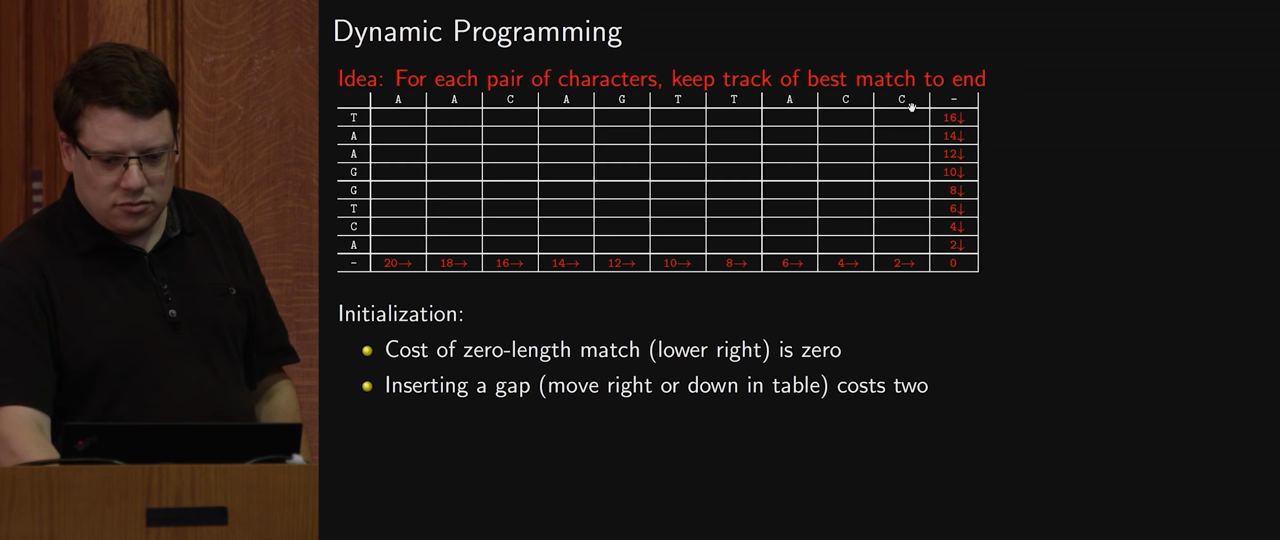 Dynamic Programming
Idea: For each pair of characters, keep track of best match to end
A A C A G T T A C C -
T 16↓
A 14↓
A 12↓
G 10↓
G 8↓
T 6↓
C 4↓
A 2↓
- 20→ 18→ 16→ 14→ 12→ 10→ 8→ 6→ 4→ 2→ 0
Initialization:
Cost of zero-length match (lower right) is zero
Inserting a gap (move right or down in table) costs two